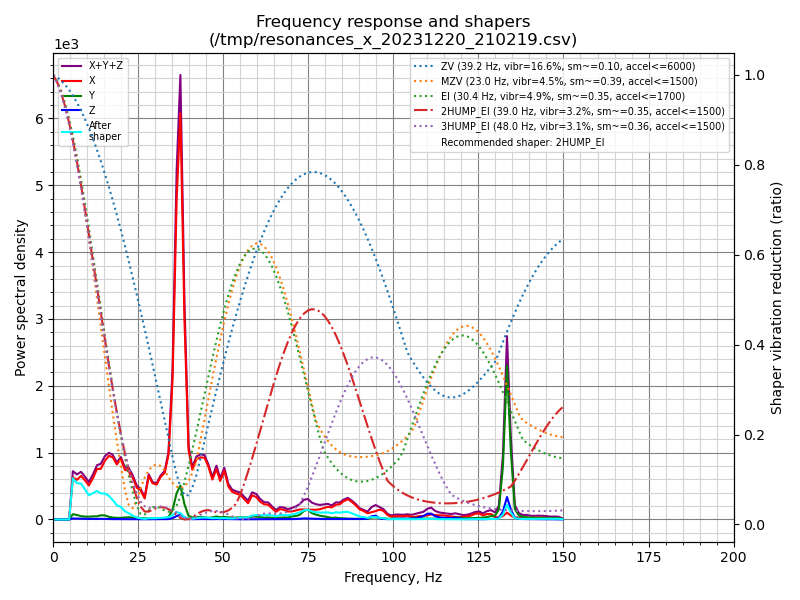 Frequency response and shapers
(/tmp/resonances_x_20231220_210219.csv)
1e3
X+Y+Z
X
Y
Z
After
shaper
ZV (39.2 Hz, vibr=16.6%, sm~=0.10, accel<=6000)
MZV (23.0 Hz, vibr=4.5%, sm~=0.39, accel<=1500)
EI (30.4 Hz, vibr=4.9%, sm~=0.35, accel<=1700)
2HUMP_EI (39.0 Hz, vibr=3.2%, sm~=0.35, accel<=1500)
3HUMP_EI (48.0 Hz, vibr=3.1%, sm~=0.36, accel<=1500)
Recommended shaper: 2HUMP_EI
Power spectral density
6
5
4
3
2
1
0
1.0
0.8
0.6
0.4
0.2
0.0
Shaper vibration reduction (ratio)
0 25 50 75 100 125 150 175 200
Frequency, Hz